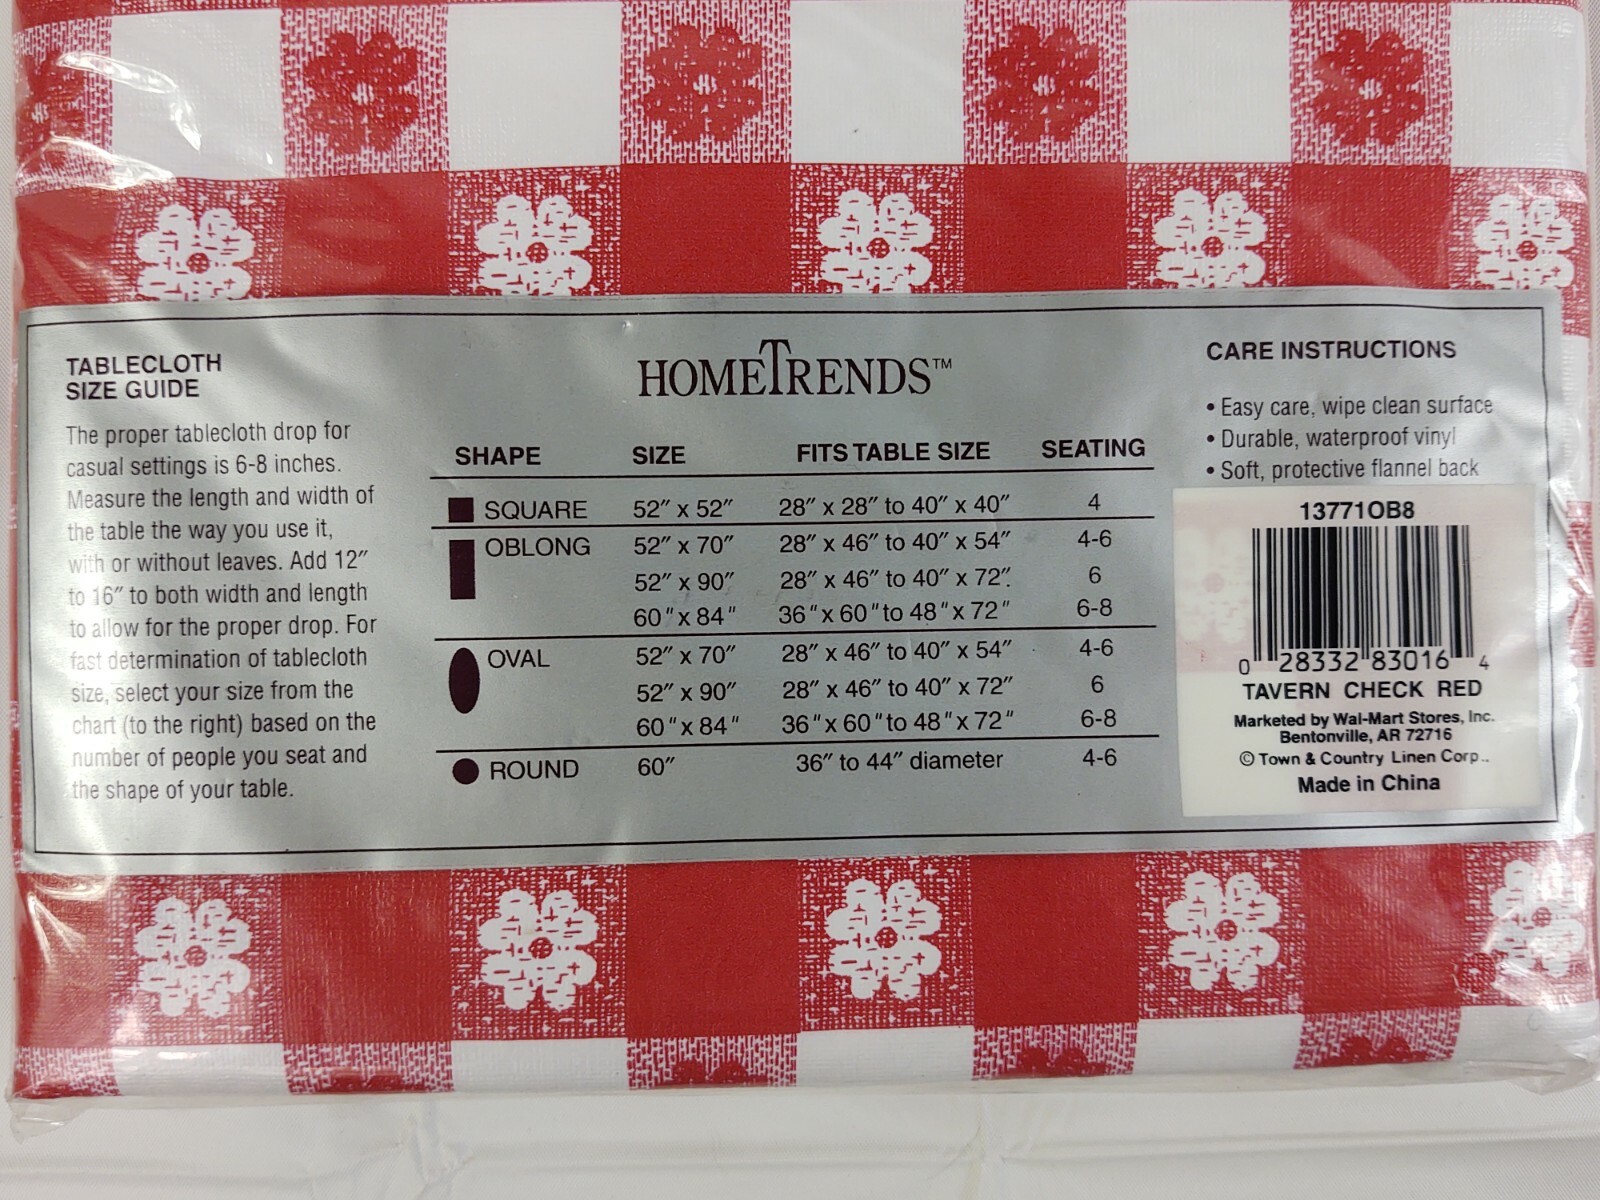 TABLECLOTH
SIZE GUIDE
The proper tablecloth drop for
casual settings is 6-8 inches.
Measure the length and width of
the table the way you use it,
with or without leaves. Add 12″
to 16″ to both width and length
to allow for the proper drop. For
fast determination of tablecloth
size, select your size from the
chart (to the right) based on the
number of people you seat and
the shape of your table.
HOMETRENDS™
SHAPE SIZE FITS TABLE SIZE SEATING
SQUARE 52″ x 52″ 28″ x 28″ to 40″ x 40″ 4
OBLONG 52″ x 70″ 28″ x 46″ to 40″ x 54″ 4-6
52″ x 90″ 28″ x 46″ to 40″ x 72″ 6
60" x 84" 36" x 60" to 48" x 72" 6-8
OVAL 52″ x 70″ 28″ x 46″ to 40″ x 54″ 4-6
52″ x 90″ 28″ x 46″ to 40″ x 72″ 6
60" x 84" 36" x 60" to 48" x 72" 6-8
ROUND 60″ 36″ to 44″ diameter 4-6
CARE INSTRUCTIONS
• Easy care, wipe clean surface
• Durable, waterproof vinyl
• Soft, protective flannel back
13771OB8
0 28332 83016 4
TAVERN CHECK RED
Marketed by Wal-Mart Stores, Inc.
Bentonville, AR 72716
© Town & Country Linen Corp..
Made in China